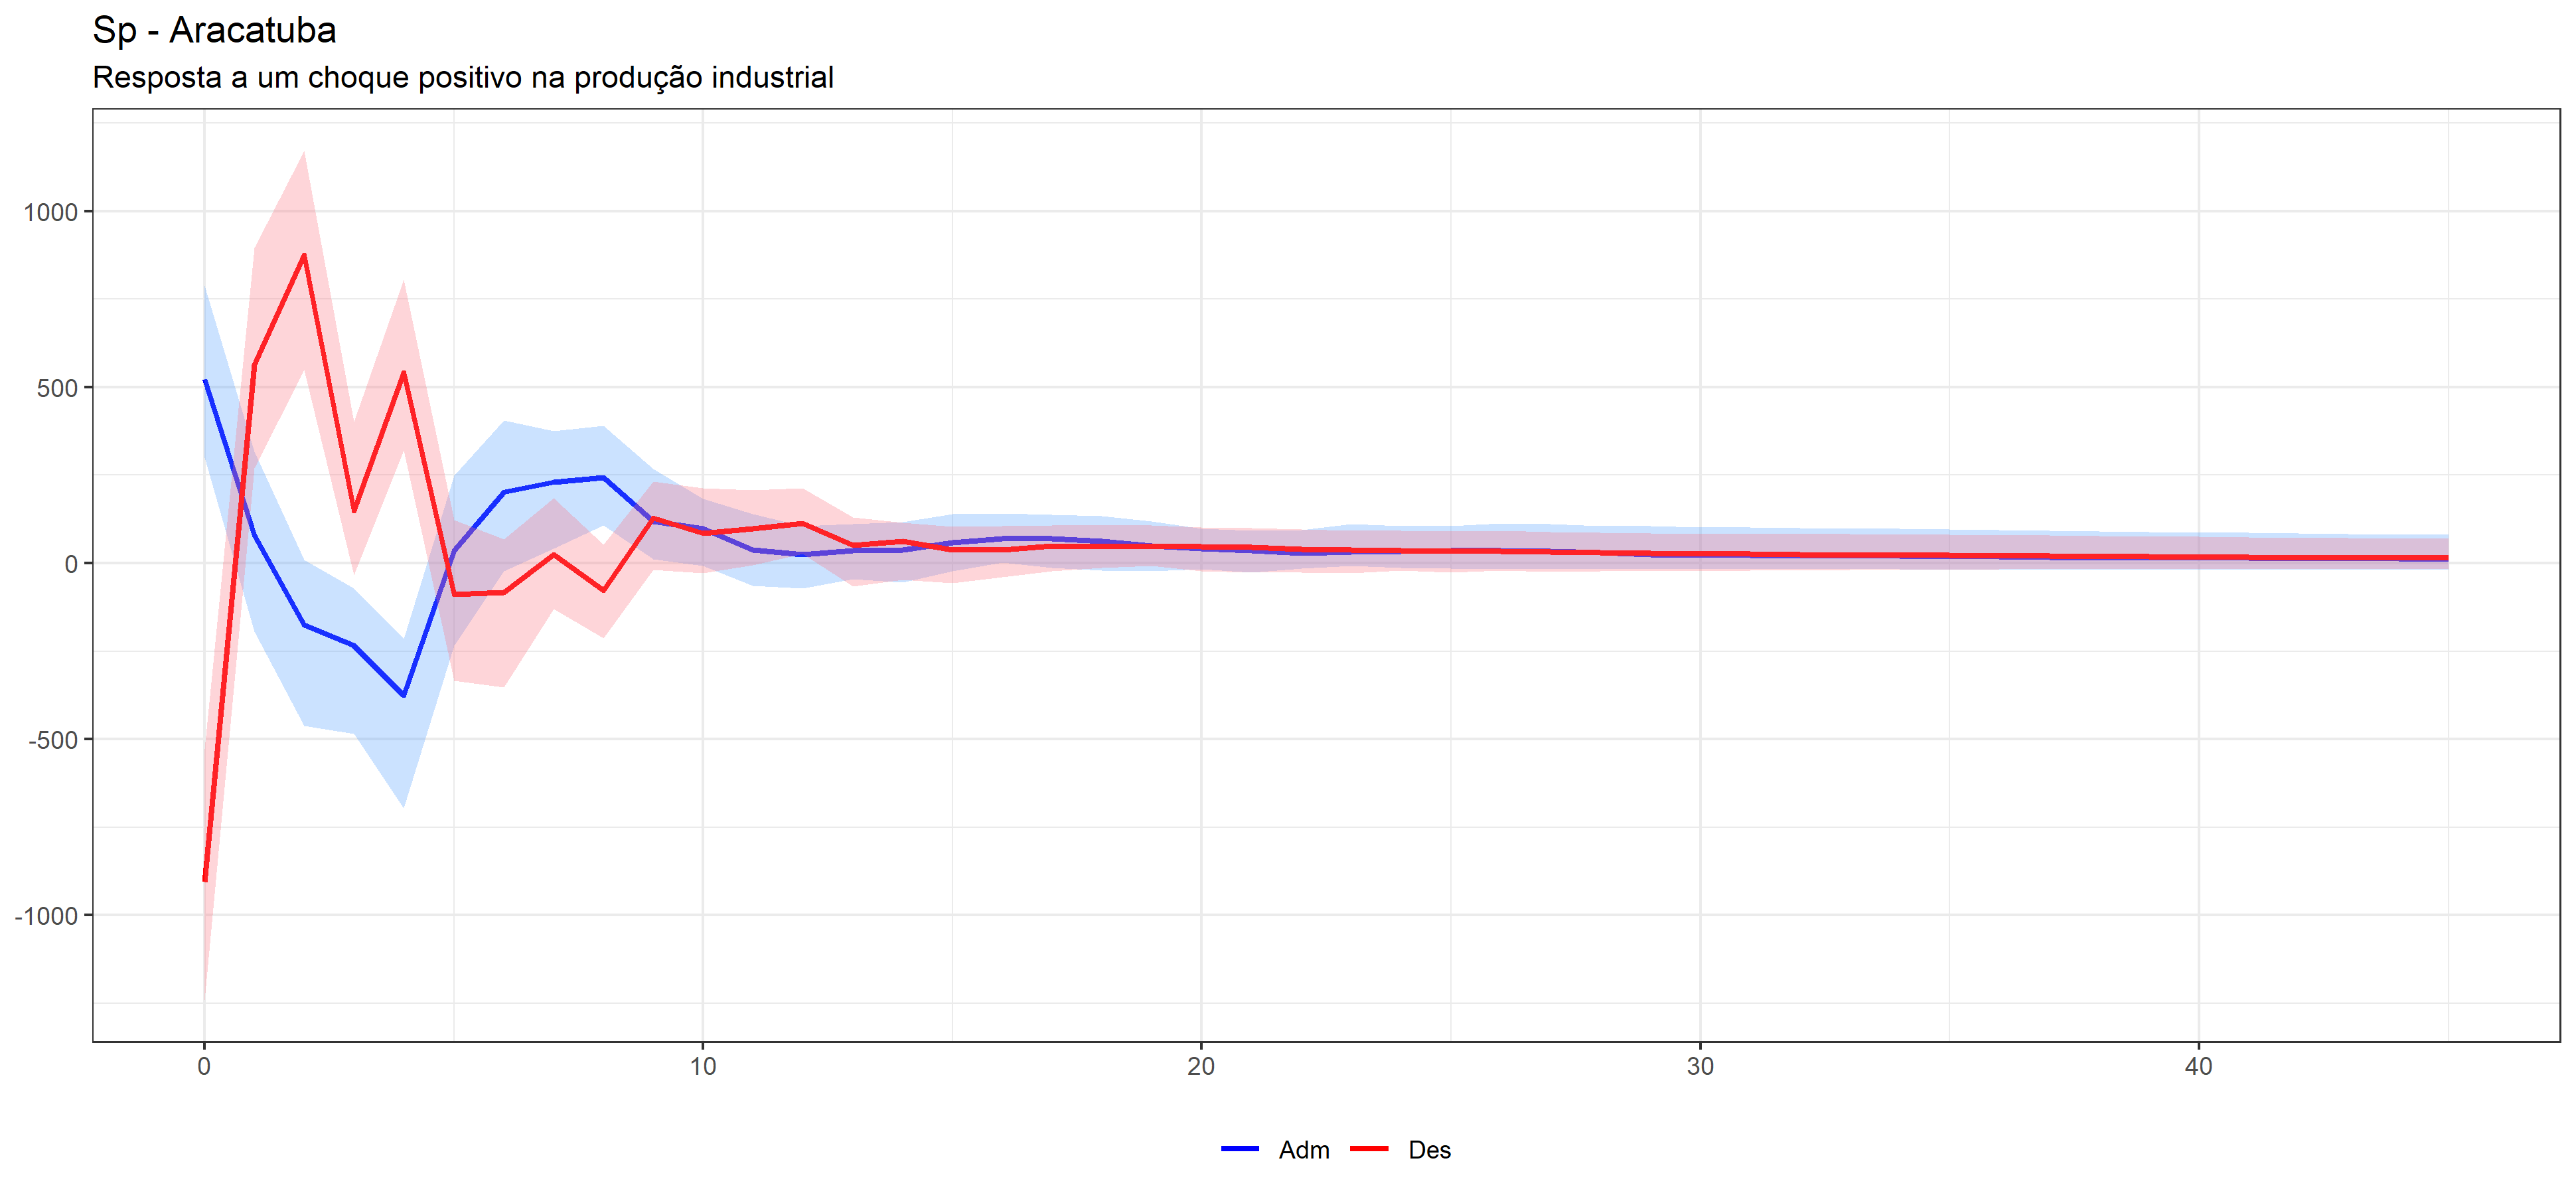 Sp - Aracatuba
Resposta a um choque positivo na produção industrial
1000
500
0
-500
-1000
0 10 20 30 40
Adm Des